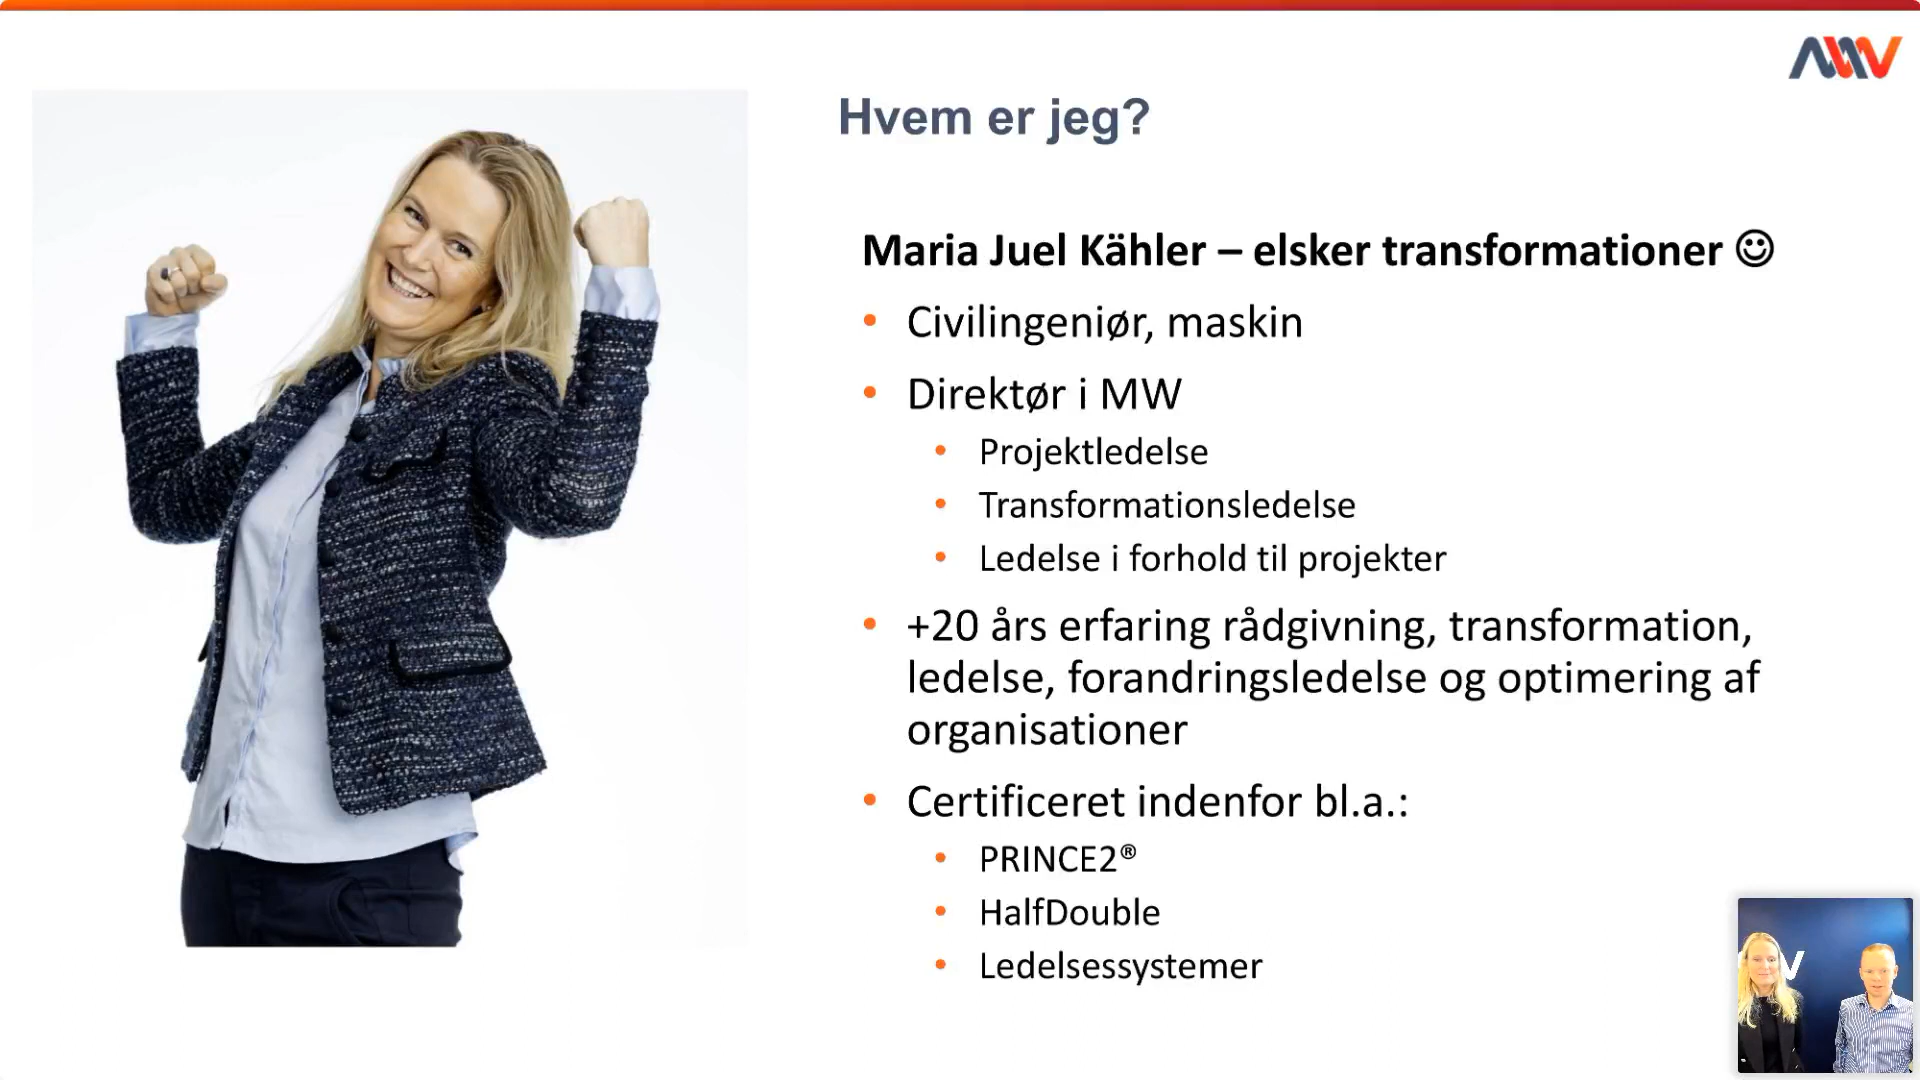 MW
Hvem er jeg?
Maria Juel Kähler – elsker transformationer ☺
• Civilingeniør, maskin
• Direktør i MW
• Projektledelse
• Transformationsledelse
• Ledelse i forhold til projekter
• +20 års erfaring rådgivning, transformation,
ledelse, forandringsledelse og optimering af
organisationer
• Certificeret indenfor bl.a.:
• PRINCE2®
• HalfDouble
• Ledelsessystemer